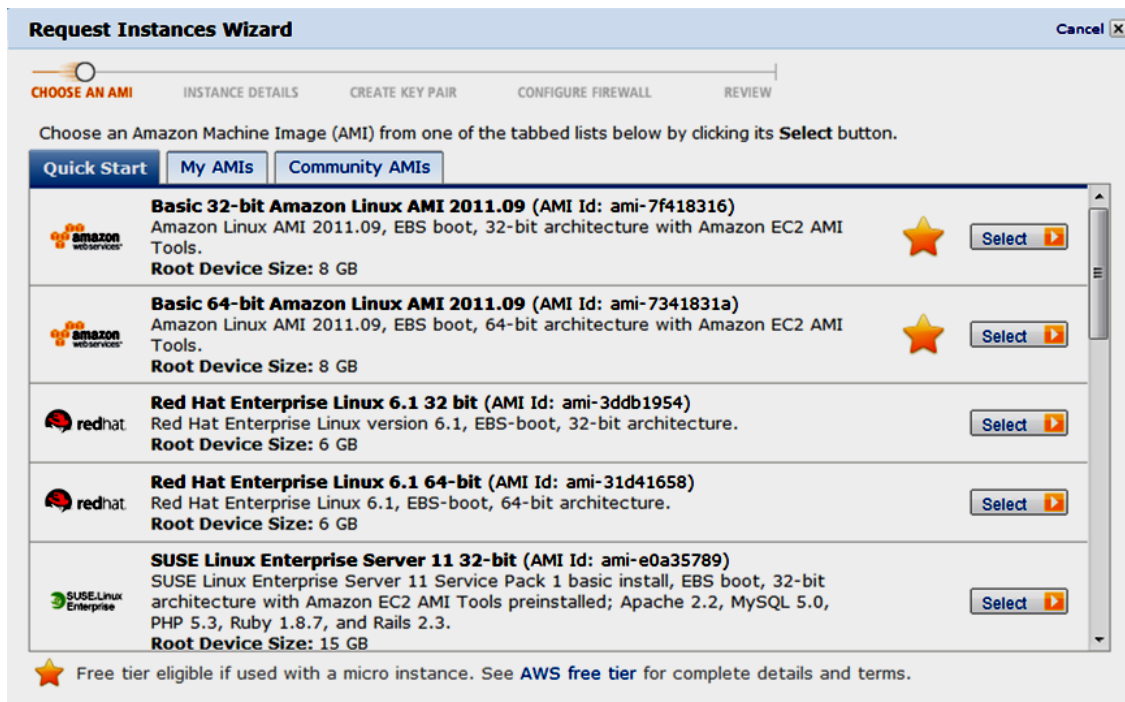 Request Instances Wizard
Cancel
CHOOSE AN AMI INSTANCE DETAILS CREATE KEY PAIR CONFIGURE FIREWALL REVIEW
Choose an Amazon Machine Image (AMI) from one of the tabbed lists below by clicking its Select button.
Quick Start My AMIs Community AMIs
amazon
webservices™
Basic 32-bit Amazon Linux AMI 2011.09 (AMI Id: ami-7f418316)
Amazon Linux AMI 2011.09, EBS boot, 32-bit architecture with Amazon EC2 AMI
Tools.
Root Device Size: 8 GB
Select
amazon
webservices™
Basic 64-bit Amazon Linux AMI 2011.09 (AMI Id: ami-7341831a)
Amazon Linux AMI 2011.09, EBS boot, 64-bit architecture with Amazon EC2 AMI
Tools.
Root Device Size: 8 GB
Select
redhat.
Red Hat Enterprise Linux 6.1 32 bit (AMI Id: ami-3ddb1954)
Red Hat Enterprise Linux version 6.1, EBS-boot, 32-bit architecture.
Root Device Size: 6 GB
Select
redhat.
Red Hat Enterprise Linux 6.1 64-bit (AMI Id: ami-31d41658)
Red Hat Enterprise Linux 6.1, EBS-boot, 64-bit architecture.
Root Device Size: 6 GB
Select
SUSE.Linux
Enterprise
SUSE Linux Enterprise Server 11 32-bit (AMI Id: ami-e0a35789)
SUSE Linux Enterprise Server 11 Service Pack 1 basic install, EBS boot, 32-bit
architecture with Amazon EC2 AMI Tools preinstalled; Apache 2.2, MySQL 5.0,
PHP 5.3, Ruby 1.8.7, and Rails 2.3.
Root Device Size: 15 GB
Select
Free tier eligible if used with a micro instance. See AWS free tier for complete details and terms.